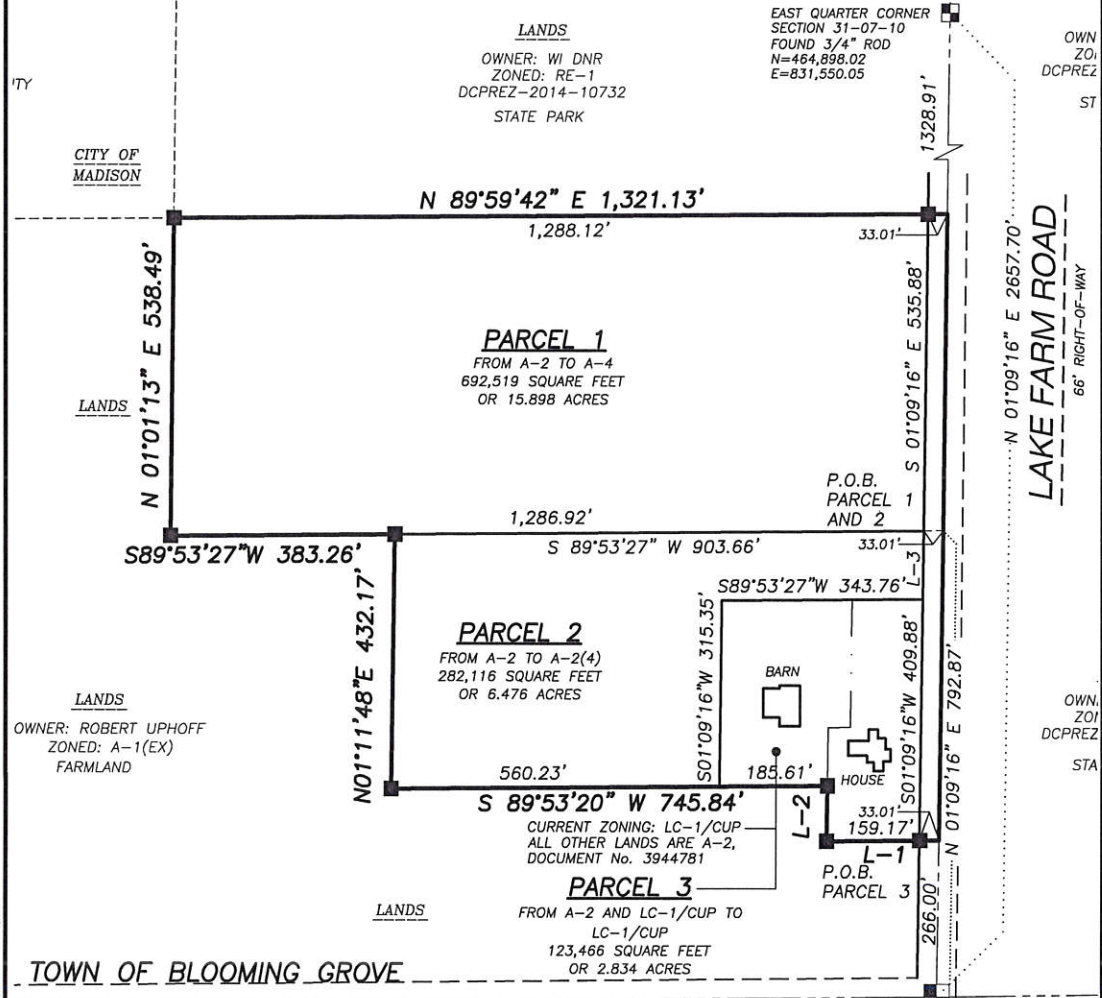 LANDS
OWNER: WI DNR
ZONED: RE-1
DCPREZ-2014-10732
STATE PARK
EAST QUARTER CORNER
SECTION 31-07-10
FOUND 3/4" ROD
N=464,898.02
E=831,550.05
OWN
ZO
DCPREZ
ST
TY
CITY OF
MADISON
1328.91'
N 89°59'42" E 1,321.13'
1,288.12'
33.01'
N 01°01'13" E 538.49'
S 01°09'16" E 535.88'
N 01°09'16" E 2657.70'
LAKE FARM ROAD
66' RIGHT-OF-WAY
PARCEL 1
FROM A-2 TO A-4
692,519 SQUARE FEET
OR 15.898 ACRES
LANDS
P.O.B.
PARCEL 1
AND 2
1,286.92'
S89°53'27"W 383.26'
S 89°53'27" W 903.66'
33.01'
L-3
S89°53'27"W 343.76'
N01°11'48"E 432.17'
S01°09'16"W 315.35'
S01°09'16"W 409.88'
N 01°09'16" E 792.87'
PARCEL 2
FROM A-2 TO A-2(4)
282,116 SQUARE FEET
OR 6.476 ACRES
BARN
HOUSE
LANDS
OWNER: ROBERT UPHOFF
ZONED: A-1(EX)
FARMLAND
OWN
ZO
DCPREZ
STA
560.23'
185.61'
S 89°53'20" W 745.84'
L-2
33.01'
159.17'
L-1
CURRENT ZONING: LC-1/CUP
ALL OTHER LANDS ARE A-2,
DOCUMENT No. 3944781
P.O.B.
PARCEL 3
PARCEL 3
FROM A-2 AND LC-1/CUP TO
LC-1/CUP
123,466 SQUARE FEET
OR 2.834 ACRES
LANDS
266.00'
TOWN OF BLOOMING GROVE